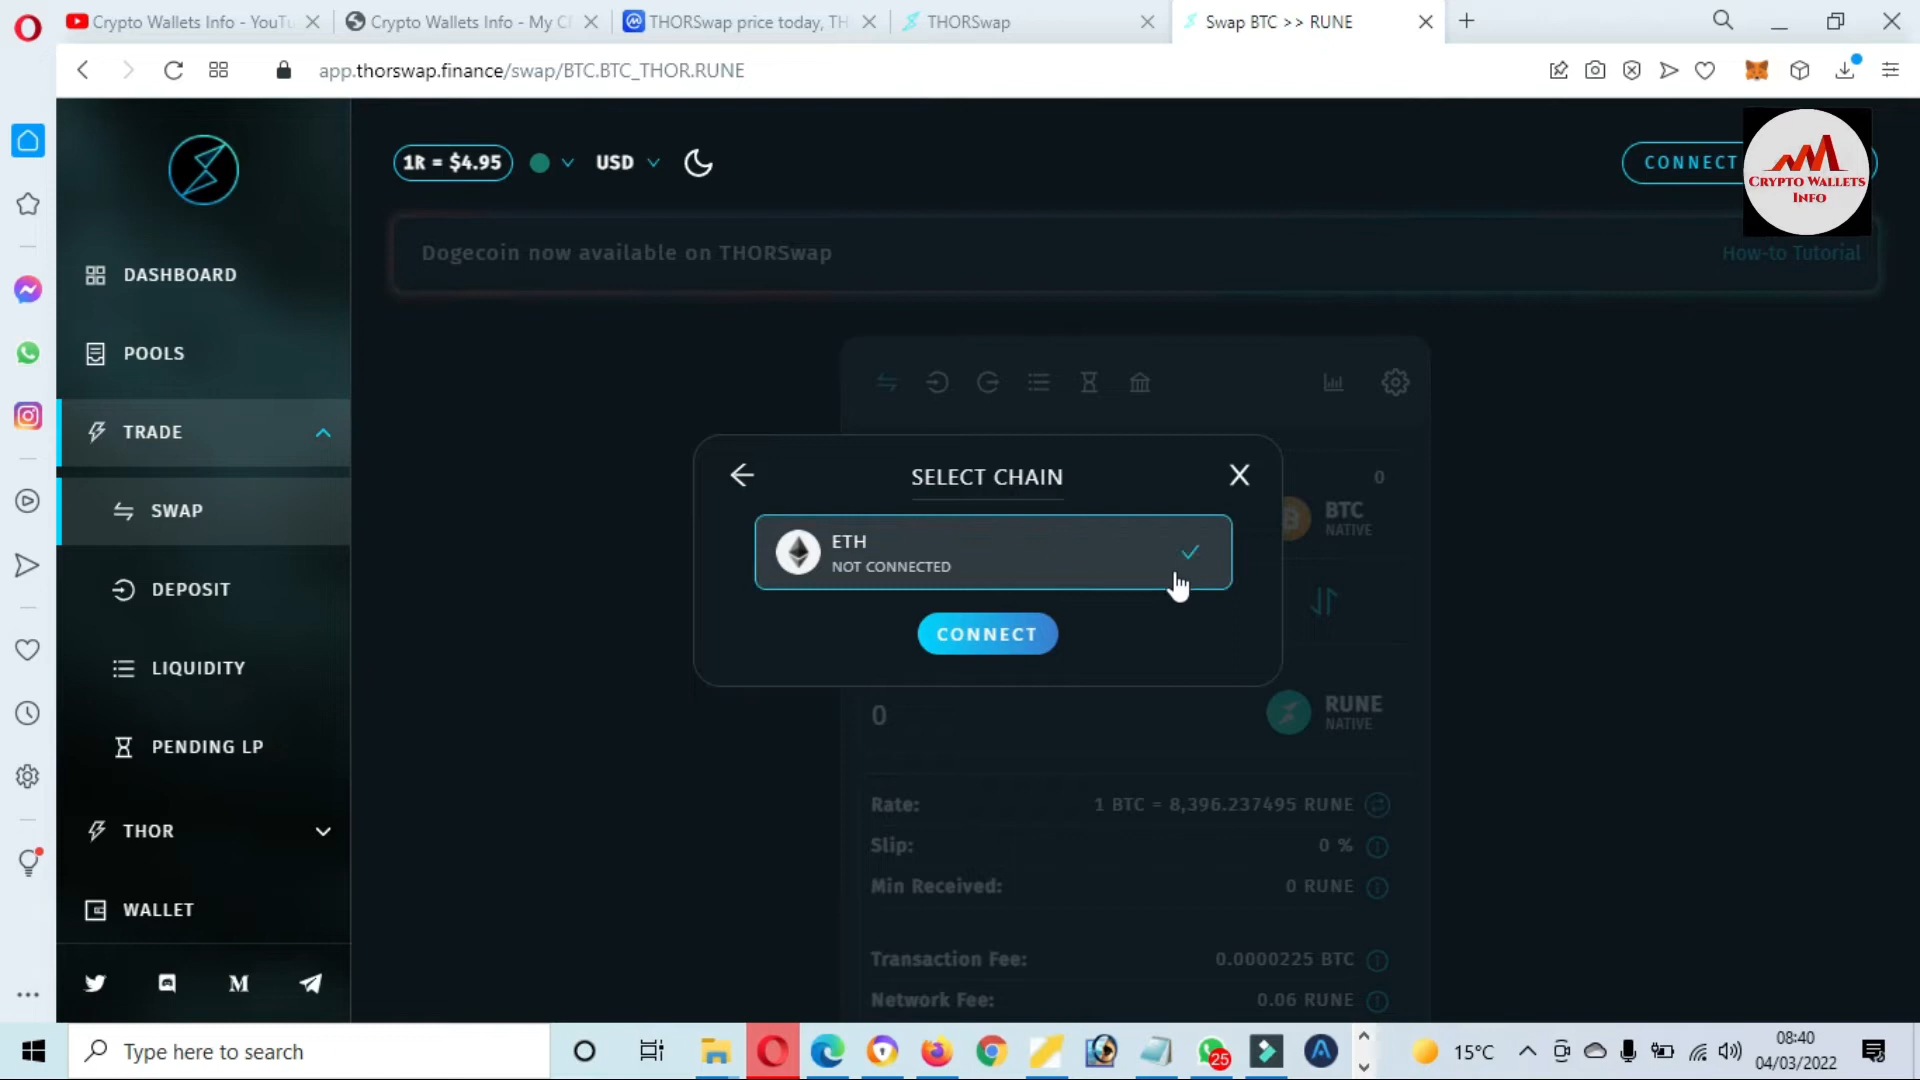 Crypto Wallets Info - YouTu
Crypto Wallets Info - My Cl
THORSwap price today, TH
THORSwap
Swap BTC >> RUNE
app.thorswap.finance/swap/BTC.BTC_THOR.RUNE
1R = $4.95
USD
CONNECT
CRYPTO WALLETS
INFO
Dogecoin now available on THORSwap
How-to Tutorial
DASHBOARD
POOLS
TRADE
SWAP
DEPOSIT
LIQUIDITY
PENDING LP
THOR
WALLET
SELECT CHAIN
ETH
NOT CONNECTED
CONNECT
0
BTC
NATIVE
0
RUNE
NATIVE
Rate:
1 BTC = 8,396.237495 RUNE
Slip:
0 %
Min Received:
0 RUNE
Transaction Fee:
0.0000225 BTC
Network Fee:
0.06 RUNE
Type here to search
25
15°C
08:40
04/03/2022